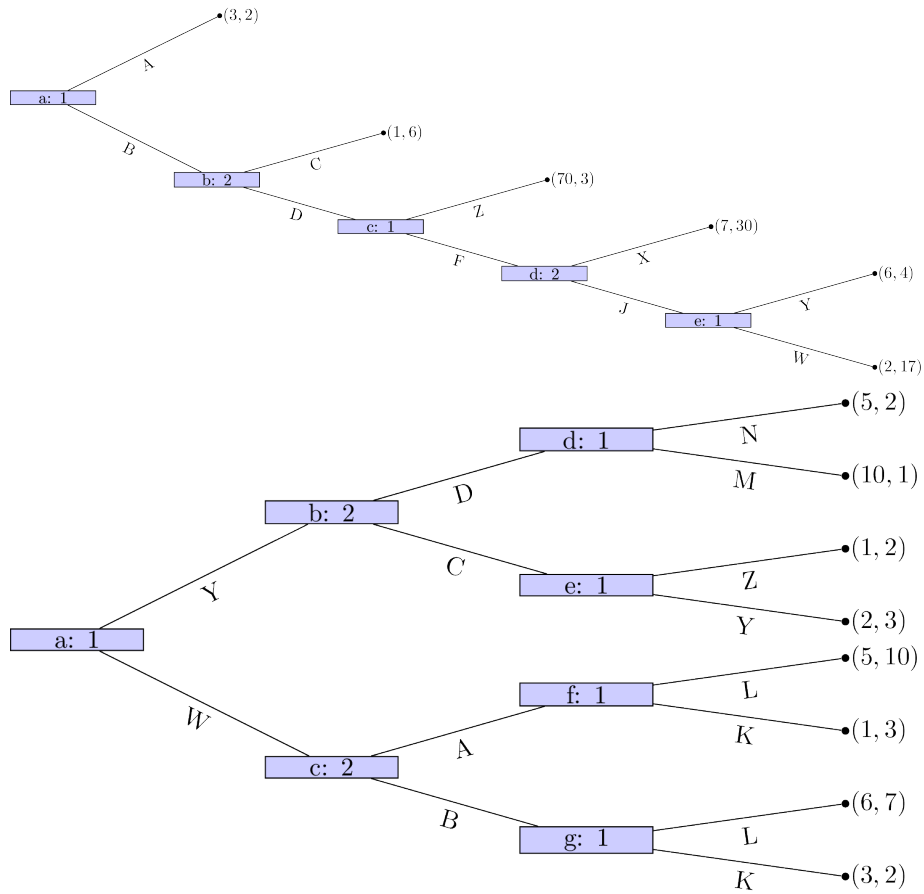 (3, 2)
A
a: 1
B
(1, 6)
C
b: 2
D
(70, 3)
Z
c: 1
F
(7, 30)
X
d: 2
J
(6, 4)
Y
e: 1
W
(2, 17)
(5, 2)
N
d: 1
M
(10, 1)
D
b: 2
C
(1, 2)
Z
e: 1
Y
(2, 3)
Y
a: 1
W
(5, 10)
L
f: 1
K
(1, 3)
A
c: 2
B
(6, 7)
L
g: 1
K
(3, 2)